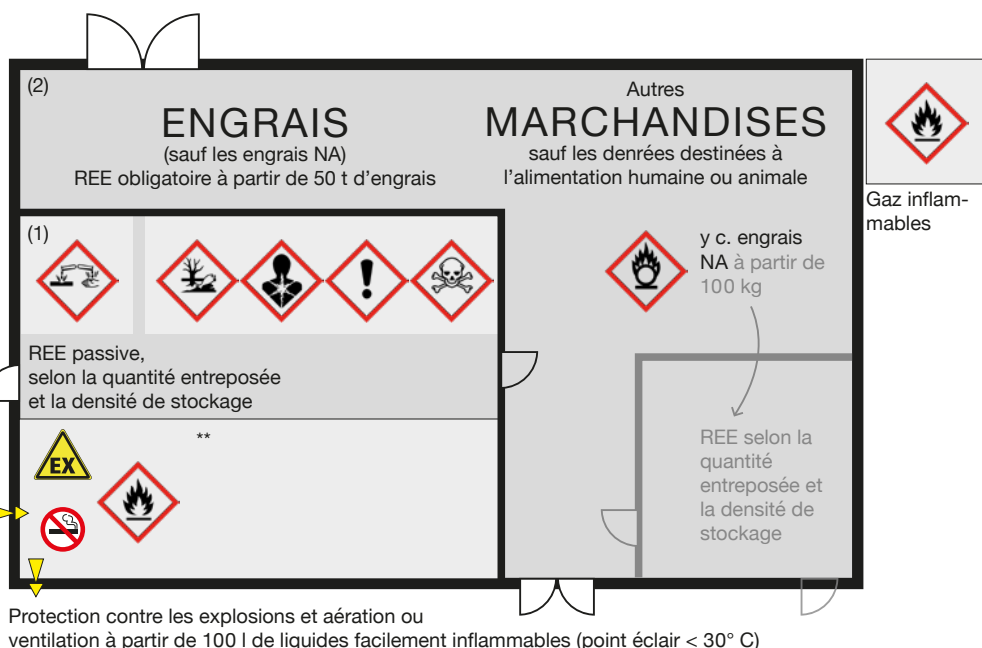 (2)
ENGRAIS
(sauf les engrais NA)
REE obligatoire à partir de 50 t d'engrais
Autres
MARCHANDISES
sauf les denrées destinées à
l'alimentation humaine ou animale
Gaz inflam-
mables
(1)
y c. engrais
NA à partir de
100 kg
REE passive,
selon la quantité entreposée
et la densité de stockage
**
EX
REE selon la
quantité
entreposée et
la densité de
stockage
Protection contre les explosions et aération ou
ventilation à partir de 100 l de liquides facilement inflammables (point éclair < 30° C)